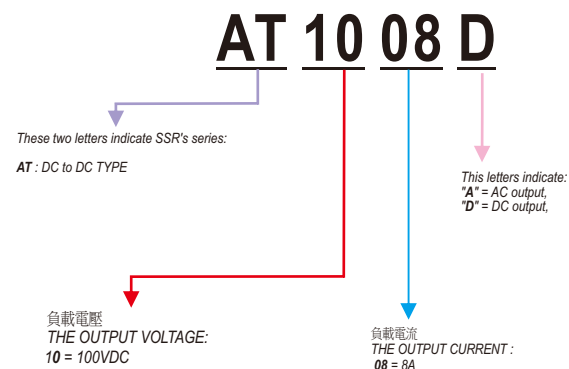 AT 10 08 D
These two letters indicate SSR's series:
AT : DC to DC TYPE
This letters indicate:
"A" = AC output,
"D" = DC output,
負載電壓
THE OUTPUT VOLTAGE:
10 = 100VDC
負載電流
THE OUTPUT CURRENT :
08 = 8A